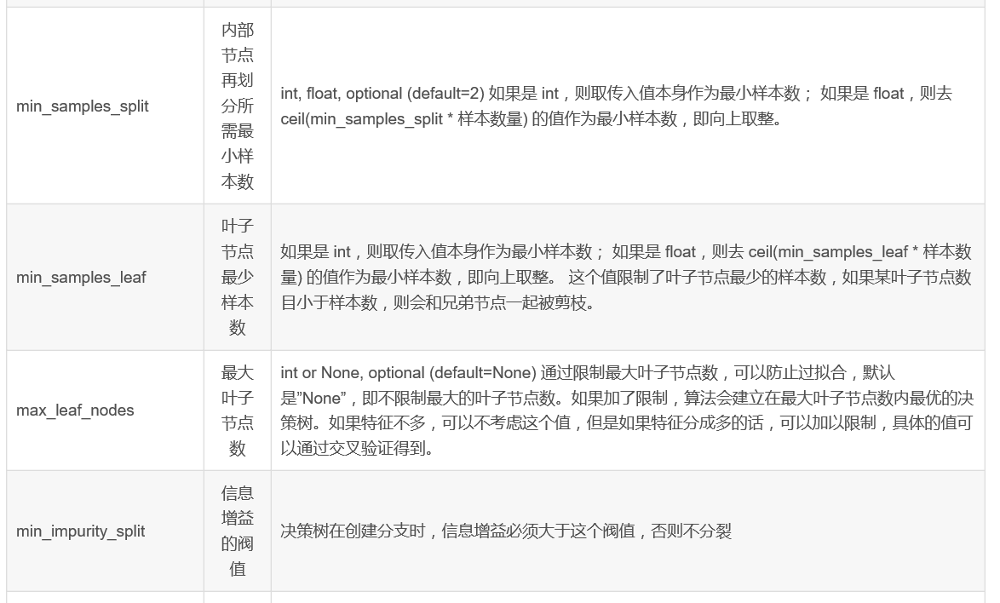 min_samples_split
内部
节点
再划
分所
需最
小样
本数
int, float, optional (default=2) 如果是 int，则取传入值本身作为最小样本数； 如果是 float，则去
ceil(min_samples_split * 样本数量) 的值作为最小样本数，即向上取整。
min_samples_leaf
叶子
节点
最少
样本
数
如果是 int，则取传入值本身作为最小样本数； 如果是 float，则去 ceil(min_samples_leaf * 样本数
量) 的值作为最小样本数，即向上取整。 这个值限制了叶子节点最少的样本数，如果某叶子节点数
目小于样本数，则会和兄弟节点一起被剪枝。
max_leaf_nodes
最大
叶子
节点
数
int or None, optional (default=None) 通过限制最大叶子节点数，可以防止过拟合，默认
是”None”，即不限制最大的叶子节点数。如果加了限制，算法会建立在最大叶子节点数内最优的决
策树。如果特征不多，可以不考虑这个值，但是如果特征分成多的话，可以加以限制，具体的值可
以通过交叉验证得到。
min_impurity_split
信息
增益
的阀
值
决策树在创建分支时，信息增益必须大于这个阀值，否则不分裂